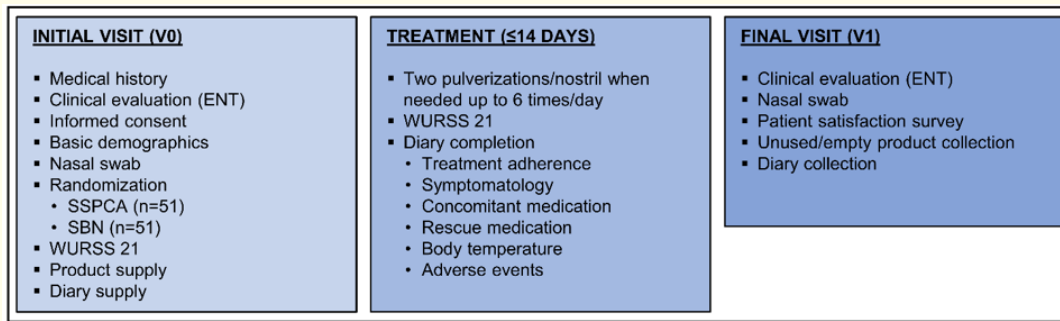 INITIAL VISIT (V0)
▪ Medical history
▪ Clinical evaluation (ENT)
▪ Informed consent
▪ Basic demographics
▪ Nasal swab
▪ Randomization
• SSPCA (n=51)
• SBN (n=51)
▪ WURSS 21
▪ Product supply
▪ Diary supply
TREATMENT (≤14 DAYS)
▪ Two pulverizations/nostril when
needed up to 6 times/day
▪ WURSS 21
▪ Diary completion
• Treatment adherence
• Symptomatology
• Concomitant medication
• Rescue medication
• Body temperature
• Adverse events
FINAL VISIT (V1)
▪ Clinical evaluation (ENT)
▪ Nasal swab
▪ Patient satisfaction survey
▪ Unused/empty product collection
▪ Diary collection